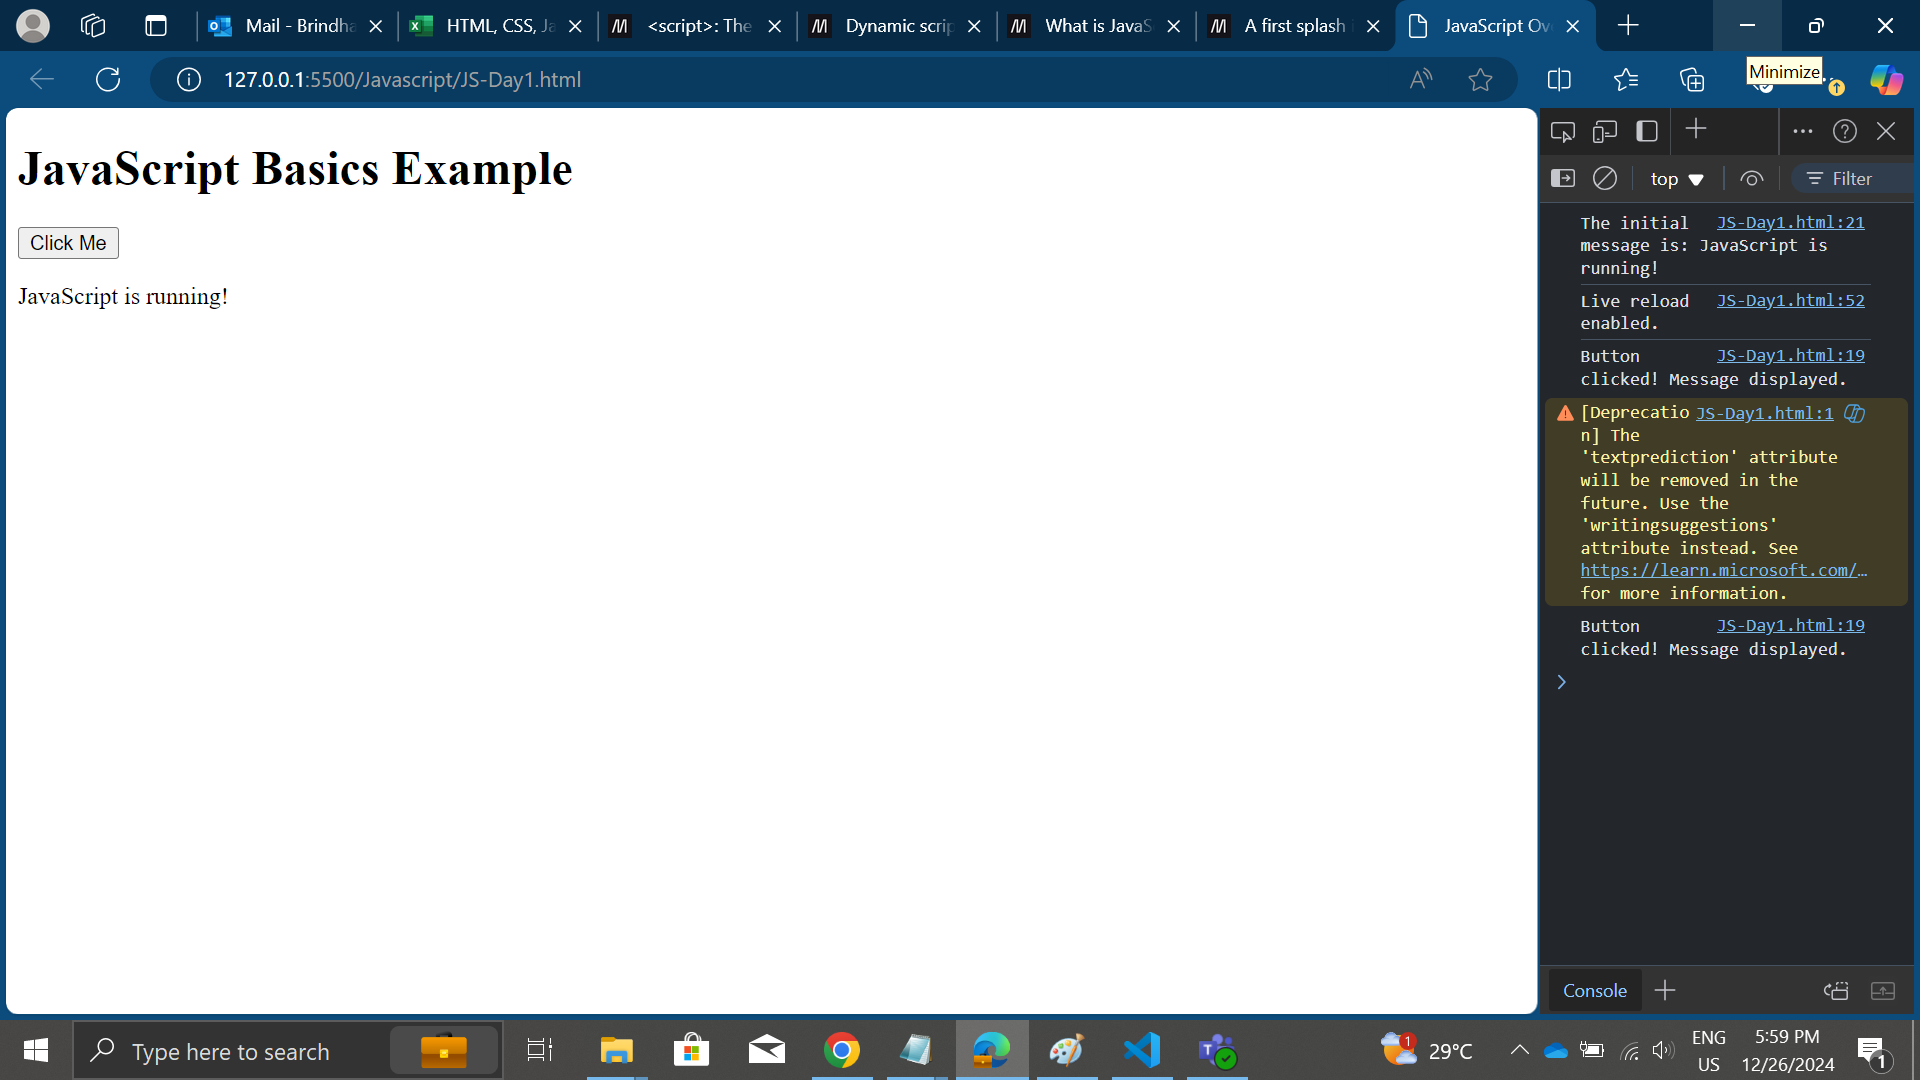 Mail - Brindha
HTML, CSS, Ja
<script>: The
Dynamic scrip
What is JavaS
A first splash i
JavaScript Ov
127.0.0.1:5500/Javascript/JS-Day1.html
Minimize
JavaScript Basics Example
Click Me
JavaScript is running!
top
Filter
The initial JS-Day1.html:21
message is: JavaScript is
running!
Live reload JS-Day1.html:52
enabled.
Button JS-Day1.html:19
clicked! Message displayed.
[Deprecatio JS-Day1.html:1
n] The
'textprediction' attribute
will be removed in the
future. Use the
'writingsuggestions'
attribute instead. See
https://learn.microsoft.com/…
for more information.
Button JS-Day1.html:19
clicked! Message displayed.
Console
Type here to search
1
29°C
ENG
US
5:59 PM
12/26/2024
1